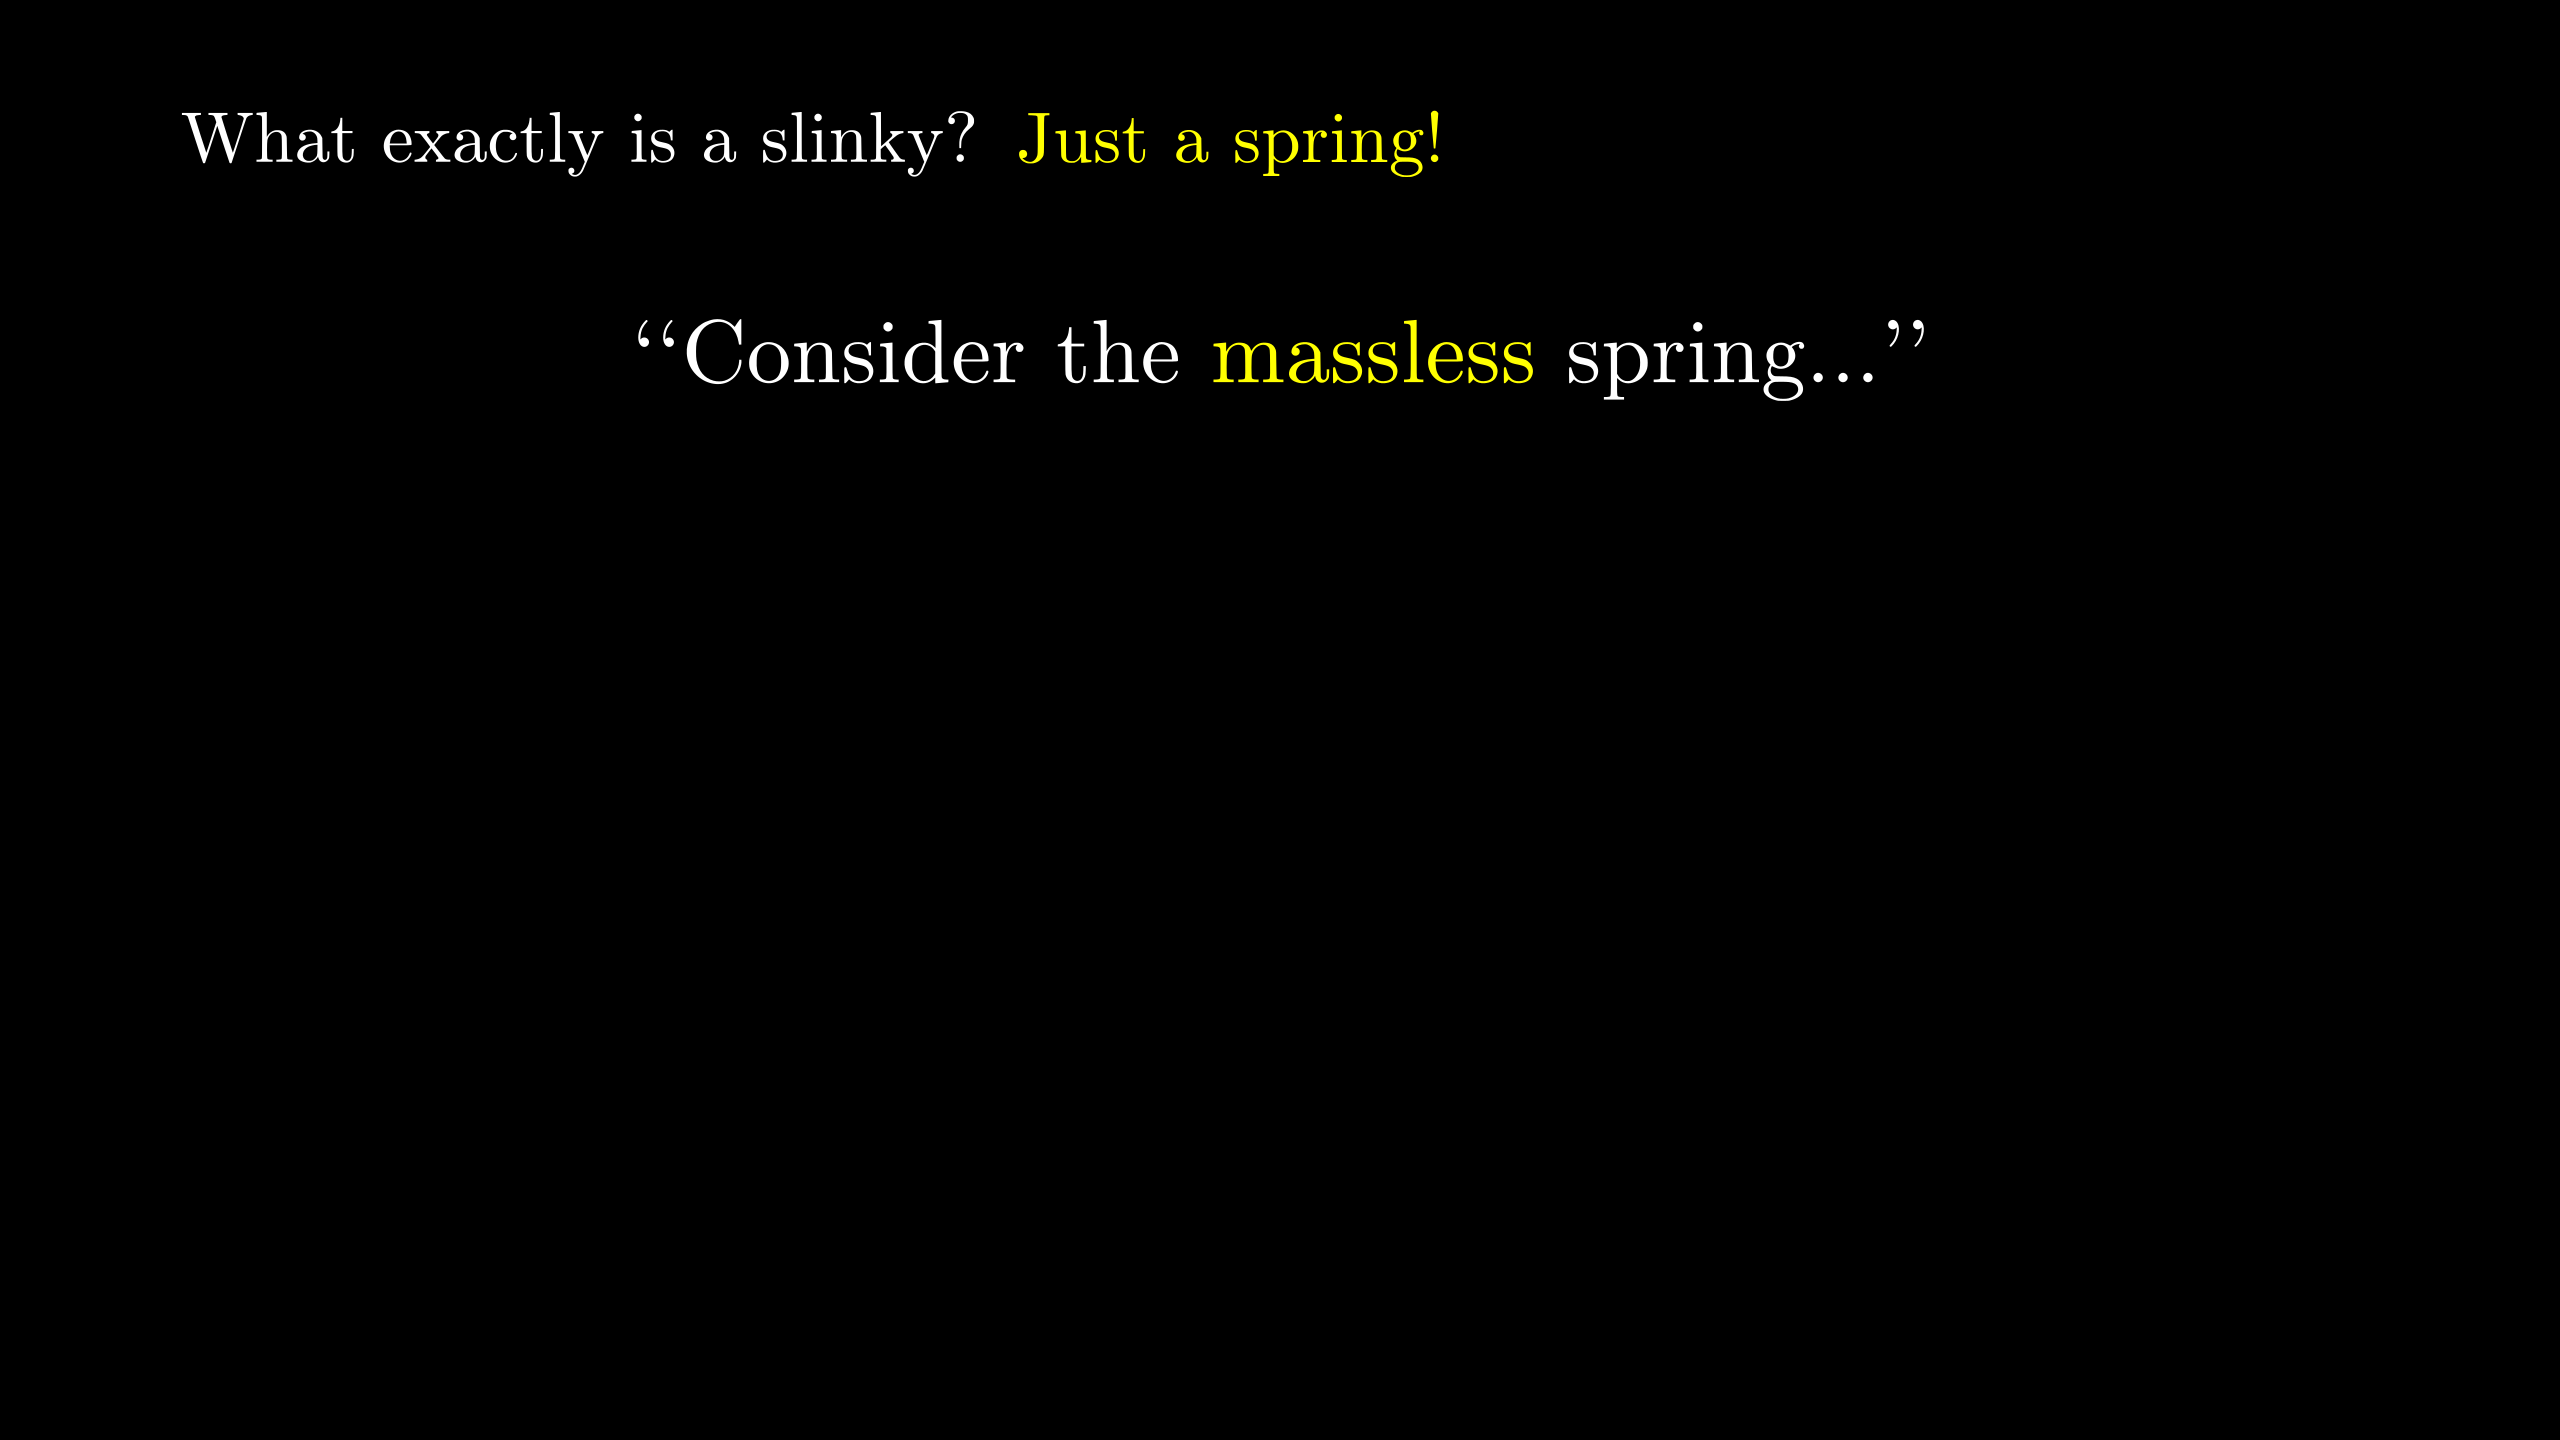 What exactly is a slinky? Just a spring!
“Consider the massless spring...”